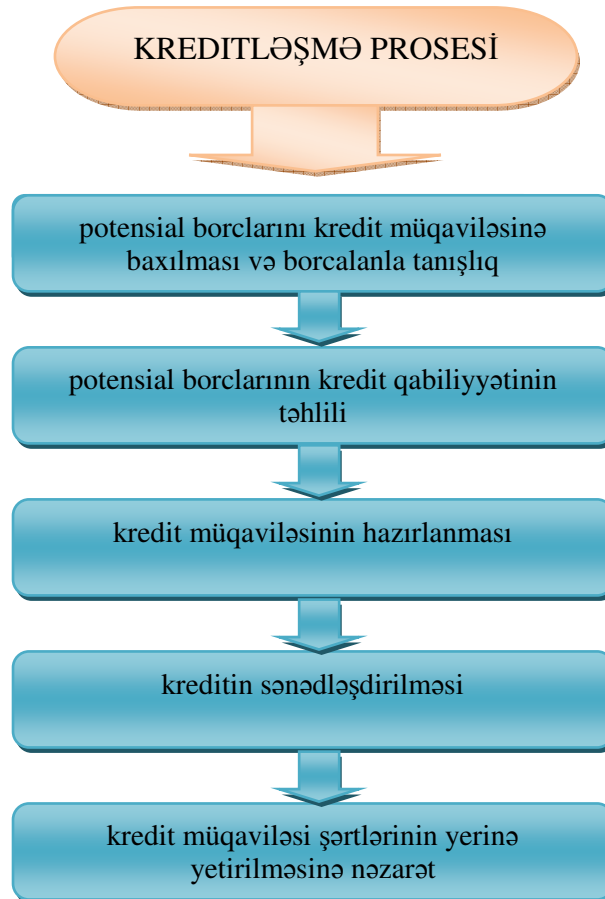 KREDITLƏŞMƏ PROSESİ
potensial borclarını kredit müqaviləsinə
baxılması və borcalanla tanışlıq
potensial borclarının kredit qabiliyyətinin
təhlili
kredit müqaviləsinin hazırlanması
kreditin sənədləşdirilməsi
kredit müqaviləsi şərtlərinin yerinə
yetirilməsinə nəzarət